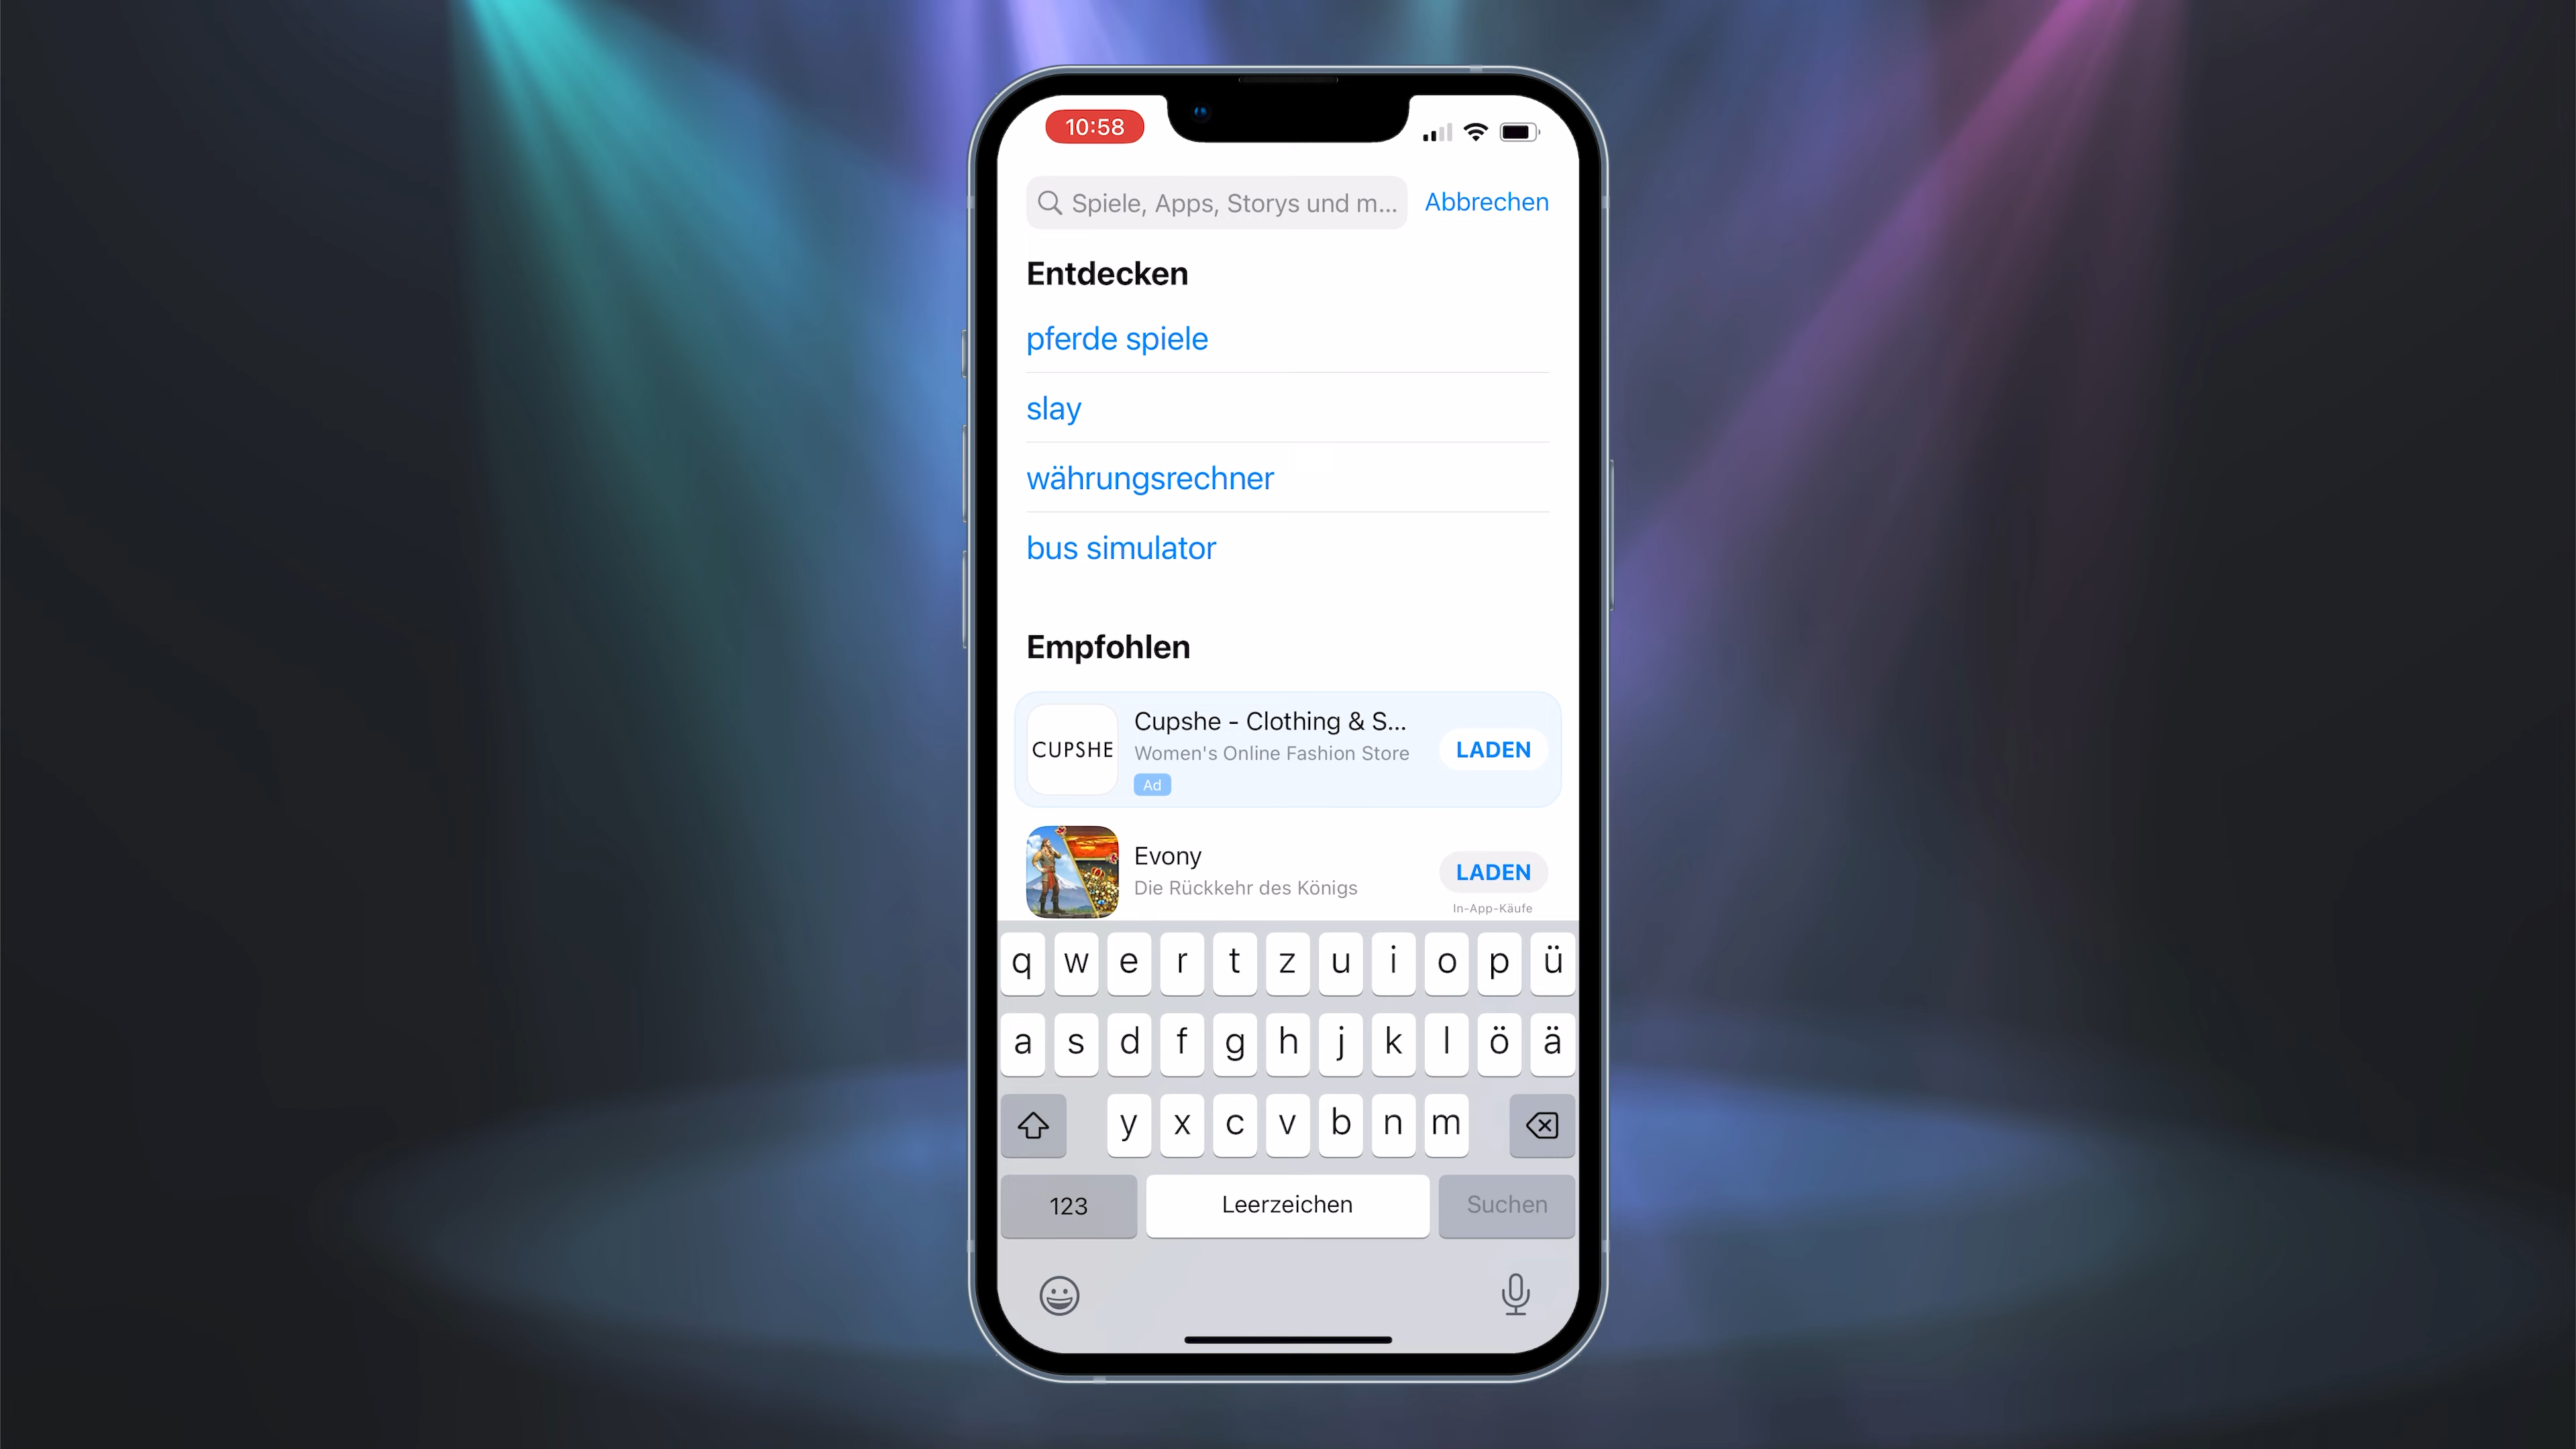 10:58
Spiele, Apps, Storys und m...
Abbrechen
Entdecken
pferde spiele
slay
währungsrechner
bus simulator
Empfohlen
CUPSHE
Cupshe - Clothing & S...
Women's Online Fashion Store
Ad
LADEN
Evony
Die Rückkehr des Königs
LADEN
In-App-Käufe
q w e r t z u i o p ü
a s d f g h j k l ö ä
y x c v b n m
123
Leerzeichen
Suchen